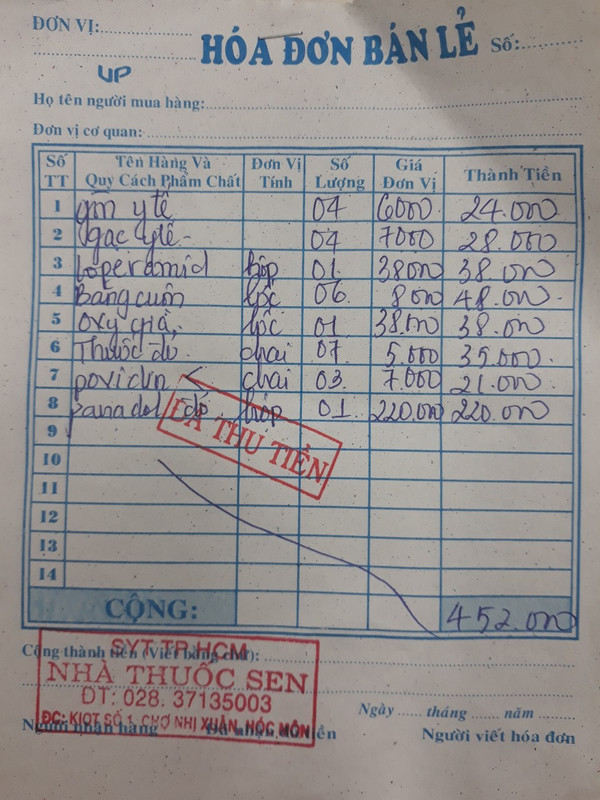 ĐƠN VỊ:
HÓA ĐƠN BÁN LẺ
Số:
UP
Họ tên người mua hàng:
Đơn vị cơ quan:
Số TT Tên Hàng Và Quy Cách Phẩm Chất Đơn Vị Tính Số Lượng Giá Đơn Vị Thành Tiền
1 gòn y tế 04 6000 24.000
2 gạc y tế 04 7000 28.000
3 Loperamid hộp 01 38000 38.000
4 Băng cuộn lốc 06 8000 48.000
5 Oxy già lốc 01 38.000 38.000
6 Thuốc đỏ chai 07 5.000 35.000
7 povidin chai 03 7.000 21.000
8 panadol đỏ hộp 01 220.000 220.000
ĐÃ THU TIỀN
9
10
11
12
13
14
CỘNG: 452.000
Cộng thành tiền (Viết bằng chữ):
SYT.TP.HCM
NHÀ THUỐC SEN
ĐT: 028. 37135003
ĐC: KIOT SỐ 1, CHỢ NHỊ XUÂN, HÓC MÔN
Ngày ...... tháng ...... năm
Người nhận hàng Đã nhận đủ tiền Người viết hóa đơn